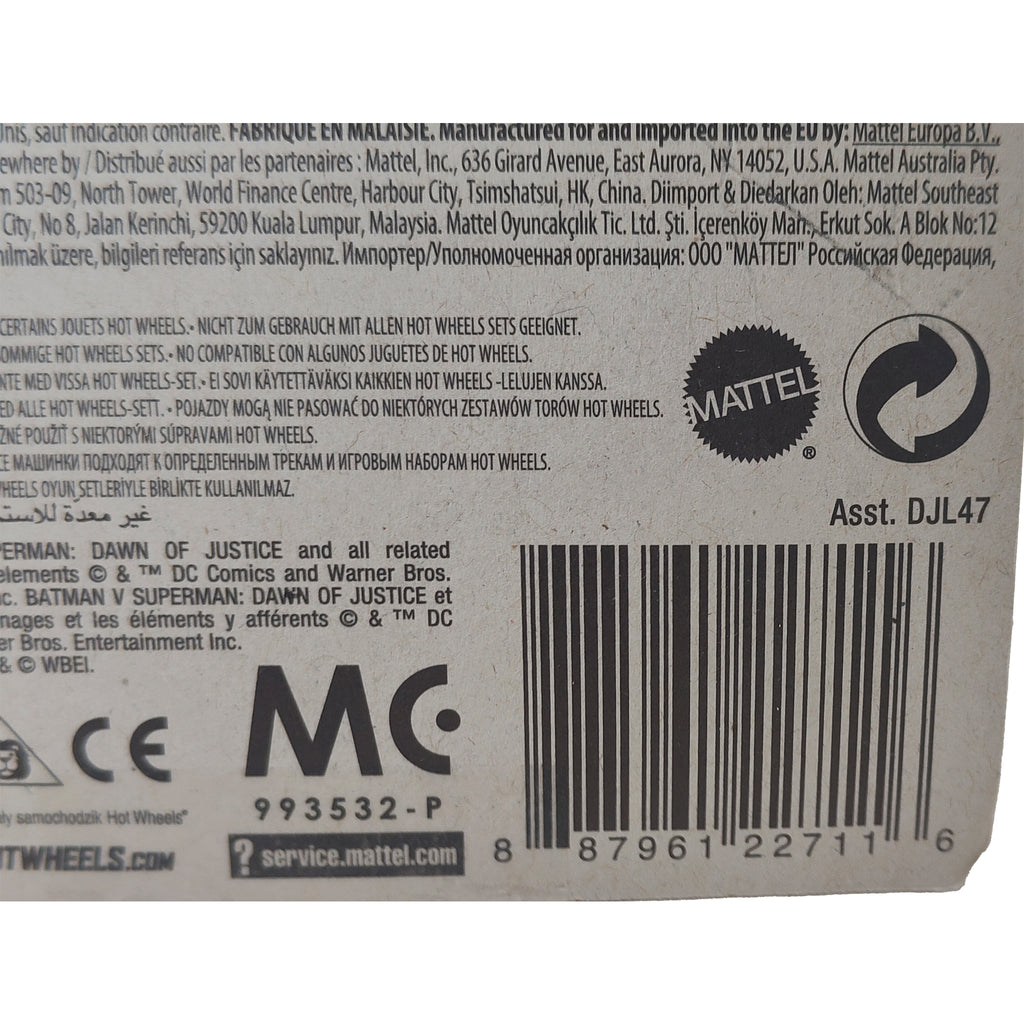 Unis, sauf indication contraire. FABRIQUÉ EN MALAISIE. Manufactured for and imported into the EU by: Mattel Europa B.V.,
ewhere by / Distribué aussi par les partenaires : Mattel, Inc., 636 Girard Avenue, East Aurora, NY 14052, U.S.A. Mattel Australia Pty.
503-09, North Tower, World Finance Centre, Harbour City, Tsimshatsui, HK, China. Diimport & Diedarkan Oleh: Mattel Southeast
City, No 8, Jalan Kerinchi, 59200 Kuala Lumpur, Malaysia. Mattel Oyuncakçılık Tic. Ltd. Şti. İçerenköy Mah., Erkut Sok. A Blok No:12
nılmak üzere, bilgileri referans için saklayınız. Импортер/Уполномоченная организация: ООО "МАТТЕЛ" Российская Федерация,
CERTAINS JOUETS HOT WHEELS. • NICHT ZUM GEBRAUCH MIT ALLEN HOT WHEELS SETS GEEIGNET.
OMMIGE HOT WHEELS SETS. • NO COMPATIBLE CON ALGUNOS JUGUETES DE HOT WHEELS.
NTE MED VISSA HOT WHEELS-SET. • EI SOVI KÄYTETTÄVÄKSI KAIKKIEN HOT WHEELS -LELUJEN KANSSA.
ED ALLE HOT WHEELS-SETT. • POJAZDY MOGĄ NIE PASOWAĆ DO NIEKTÓRYCH ZESTAWÓW TORÓW HOT WHEELS.
ŽNÉ POUŽIŤ S NIEKTORÝMI SÚPRAVAMI HOT WHEELS.
СЕ МАШИНКИ ПОДХОДЯТ К ОПРЕДЕЛЕННЫМ ТРЕКАМ И ИГРОВЫМ НАБОРАМ HOT WHEELS.
HEELS OYUN SETLERİYLE BİRLİKTE KULLANILMAZ.
غير معدّة للاست
MATTEL ®
Asst. DJL47
PERMAN: DAWN OF JUSTICE and all related
elements © & ™ DC Comics and Warner Bros.
c. BATMAN V SUPERMAN: DAWN OF JUSTICE et
nages et les éléments y afférents © & ™ DC
er Bros. Entertainment Inc.
& © WBEI.
CE
MC
993532-P
ły samochodzik Hot Wheels®
TWHEELS.COM
? service.mattel.com
8 87961 22711 6